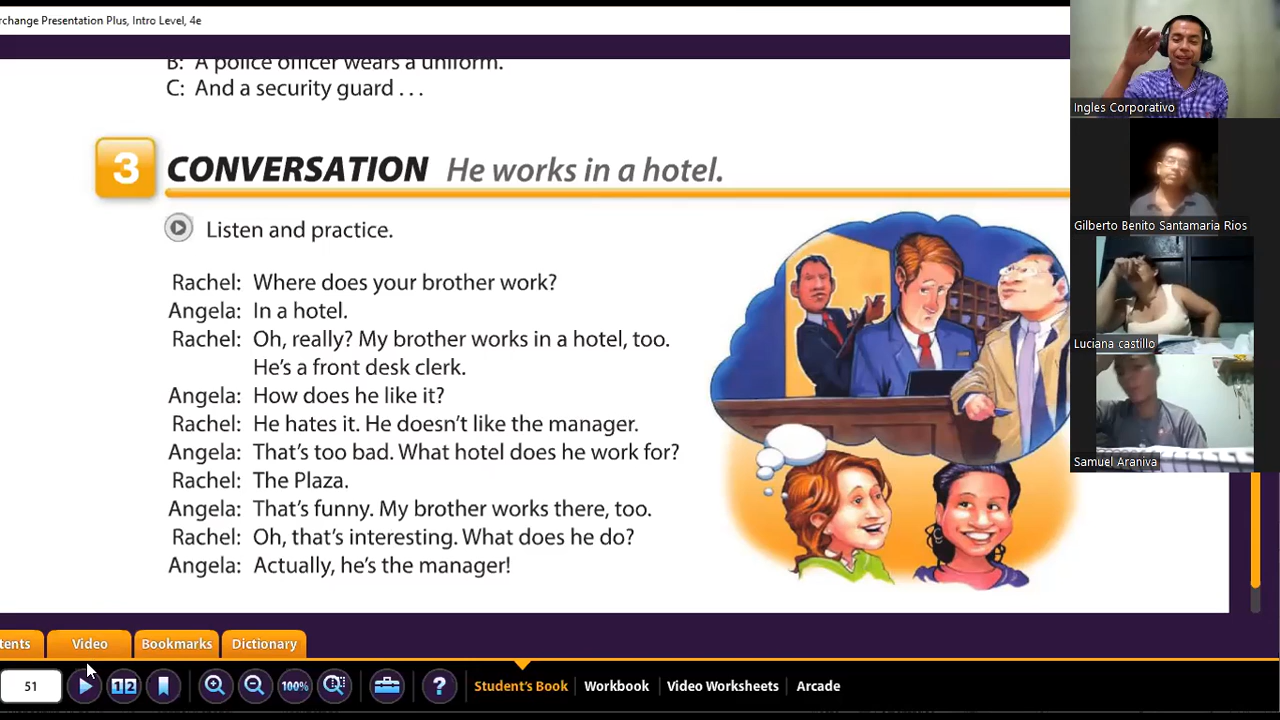 rchange Presentation Plus, Intro Level, 4e
B: A police officer wears a uniform.
C: And a security guard . . .
3 CONVERSATION He works in a hotel.
Listen and practice.
Rachel: Where does your brother work?
Angela: In a hotel.
Rachel: Oh, really? My brother works in a hotel, too.
He's a front desk clerk.
Angela: How does he like it?
Rachel: He hates it. He doesn't like the manager.
Angela: That's too bad. What hotel does he work for?
Rachel: The Plaza.
Angela: That's funny. My brother works there, too.
Rachel: Oh, that's interesting. What does he do?
Angela: Actually, he's the manager!
Ingles Corporativo
Gilberto Benito Santamaria Rios
Luciana castillo
Samuel Araniva
tents Video Bookmarks Dictionary
51 12 100% ? Student's Book Workbook Video Worksheets Arcade